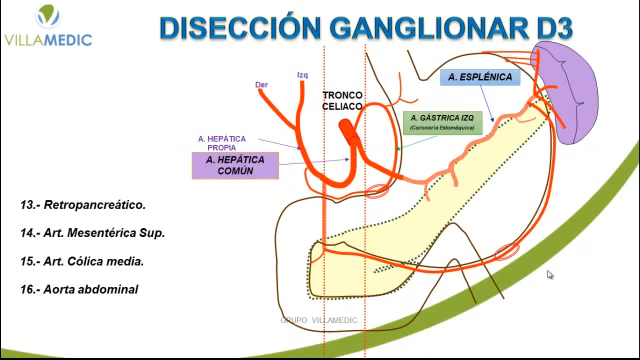 VILLAMEDIC
DISECCIÓN GANGLIONAR D3
Der
Izq
TRONCO
CELIACO
A. ESPLÉNICA
A. GÁSTRICA IZQ
(Coronaria Estomáquica)
A. HEPÁTICA
PROPIA
A. HEPÁTICA
COMÚN
13.- Retropancreático.
14.- Art. Mesentérica Sup.
15.- Art. Cólica media.
16.- Aorta abdominal
GRUPO VILLAMEDIC